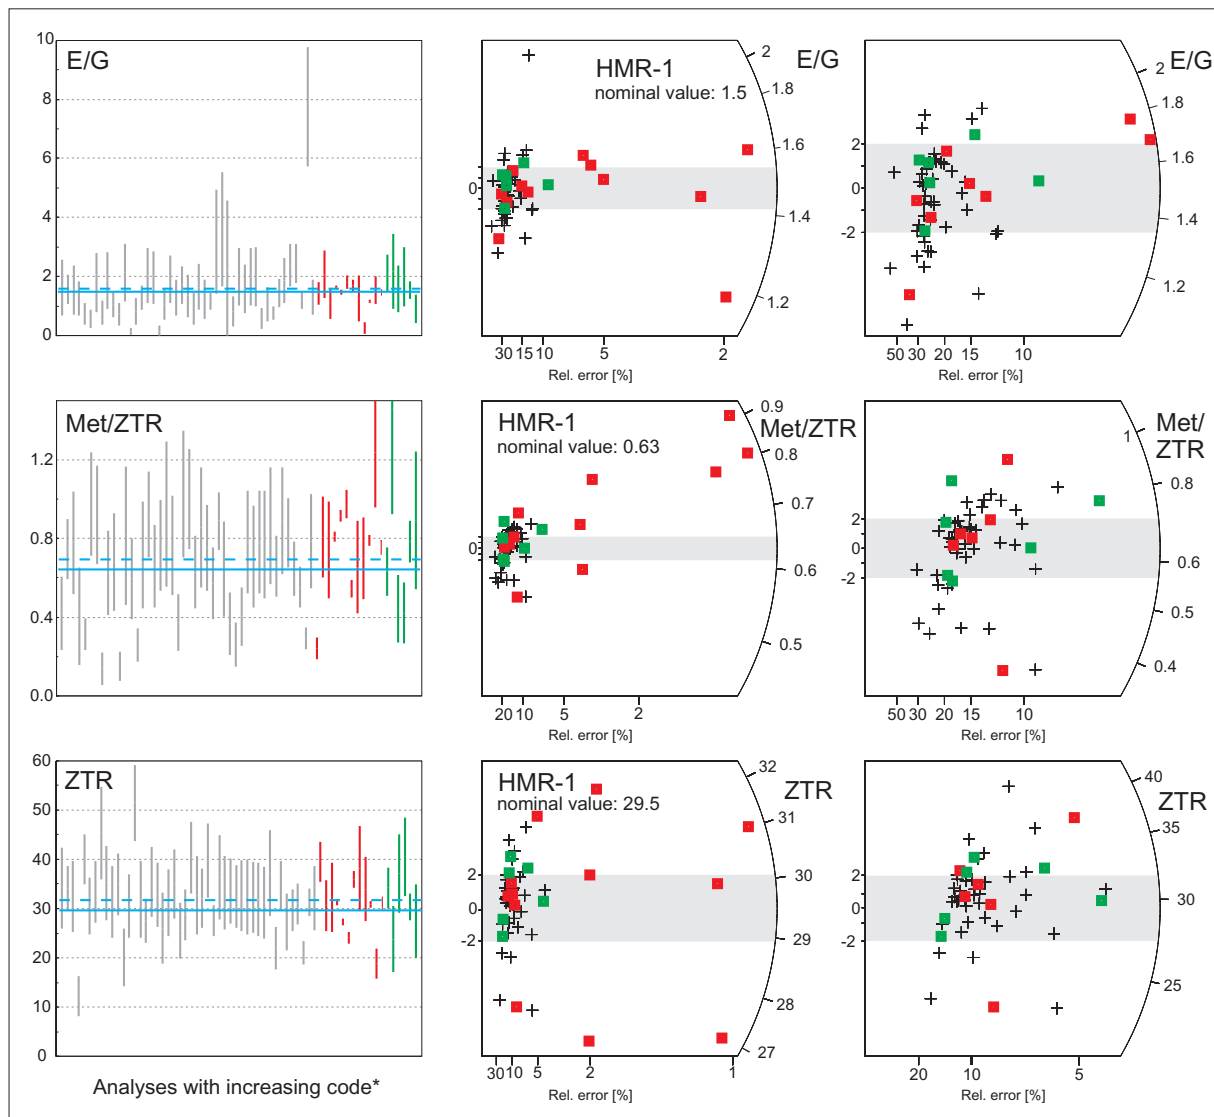 E/G
10
8
6
4
2
0
HMR-1
nominal value: 1.5
E/G
2
1.8
1.6
1.4
1.2
2
0
-2
30 15 10 5 2
Rel. error [%]
E/G
2
1.8
1.6
1.4
1.2
2
0
-2
50 30 20 15 10
Rel. error [%]
Met/ZTR
1.2
0.8
0.4
0.0
HMR-1
nominal value: 0.63
Met/ZTR
0.9
0.8
0.7
0.6
0.5
0
20 10 5 2
Rel. error [%]
Met/
ZTR
1
0.8
0.6
0.5
0.4
2
0
-2
50 30 20 15 10
Rel. error [%]
ZTR
60
50
40
30
20
10
0
Analyses with increasing code*
HMR-1
nominal value: 29.5
ZTR
32
31
30
29
28
27
2
0
-2
30 10 5 2 1
Rel. error [%]
ZTR
40
35
30
25
2
0
-2
20 10 5
Rel. error [%]